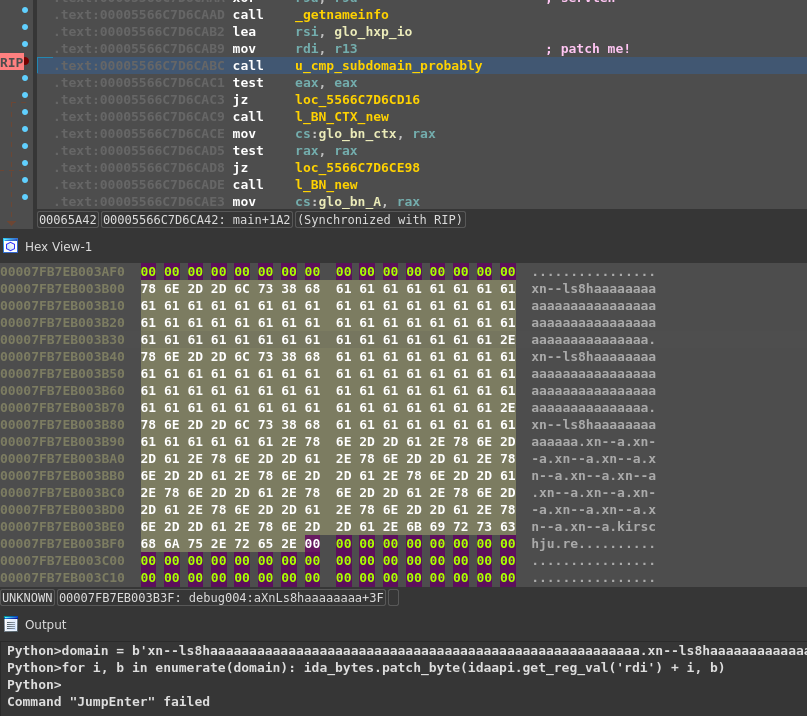 ; servlen
.text:00005566C7D6CAAD call _getnameinfo
.text:00005566C7D6CAB2 lea rsi, glo_hxp_io
.text:00005566C7D6CAB9 mov rdi, r13 ; patch me!
RIP .text:00005566C7D6CABC call u_cmp_subdomain_probably
.text:00005566C7D6CAC1 test eax, eax
.text:00005566C7D6CAC3 jz loc_5566C7D6CD16
.text:00005566C7D6CAC9 call l_BN_CTX_new
.text:00005566C7D6CACE mov cs:glo_bn_ctx, rax
.text:00005566C7D6CAD5 test rax, rax
.text:00005566C7D6CAD8 jz loc_5566C7D6CE98
.text:00005566C7D6CADE call l_BN_new
.text:00005566C7D6CAE3 mov cs:glo_bn_A, rax
00065A42 00005566C7D6CA42: main+1A2 (Synchronized with RIP)
Hex View-1
00007FB7EB003AF0 00 00 00 00 00 00 00 00 00 00 00 00 00 00 00 00 ................
00007FB7EB003B00 78 6E 2D 2D 6C 73 38 68 61 61 61 61 61 61 61 61 xn--ls8haaaaaaaa
00007FB7EB003B10 61 61 61 61 61 61 61 61 61 61 61 61 61 61 61 61 aaaaaaaaaaaaaaaa
00007FB7EB003B20 61 61 61 61 61 61 61 61 61 61 61 61 61 61 61 61 aaaaaaaaaaaaaaaa
00007FB7EB003B30 61 61 61 61 61 61 61 61 61 61 61 61 61 61 61 2E aaaaaaaaaaaaaaa.
00007FB7EB003B40 78 6E 2D 2D 6C 73 38 68 61 61 61 61 61 61 61 61 xn--ls8haaaaaaaa
00007FB7EB003B50 61 61 61 61 61 61 61 61 61 61 61 61 61 61 61 61 aaaaaaaaaaaaaaaa
00007FB7EB003B60 61 61 61 61 61 61 61 61 61 61 61 61 61 61 61 61 aaaaaaaaaaaaaaaa
00007FB7EB003B70 61 61 61 61 61 61 61 61 61 61 61 61 61 61 61 2E aaaaaaaaaaaaaaa.
00007FB7EB003B80 78 6E 2D 2D 6C 73 38 68 61 61 61 61 61 61 61 61 xn--ls8haaaaaaaa
00007FB7EB003B90 61 61 61 61 61 61 2E 78 6E 2D 2D 61 2E 78 6E 2D aaaaaa.xn--a.xn-
00007FB7EB003BA0 2D 61 2E 78 6E 2D 2D 61 2E 78 6E 2D 2D 61 2E 78 -a.xn--a.xn--a.x
00007FB7EB003BB0 6E 2D 2D 61 2E 78 6E 2D 2D 61 2E 78 6E 2D 2D 61 n--a.xn--a.xn--a
00007FB7EB003BC0 2E 78 6E 2D 2D 61 2E 78 6E 2D 2D 61 2E 78 6E 2D .xn--a.xn--a.xn-
00007FB7EB003BD0 2D 61 2E 78 6E 2D 2D 61 2E 78 6E 2D 2D 61 2E 78 -a.xn--a.xn--a.x
00007FB7EB003BE0 6E 2D 2D 61 2E 78 6E 2D 2D 61 2E 6B 69 72 73 63 n--a.xn--a.kirsc
00007FB7EB003BF0 68 6A 75 2E 72 65 2E 00 00 00 00 00 00 00 00 00 hju.re..........
00007FB7EB003C00 00 00 00 00 00 00 00 00 00 00 00 00 00 00 00 00 ................
00007FB7EB003C10 00 00 00 00 00 00 00 00 00 00 00 00 00 00 00 00 ................
UNKNOWN 00007FB7EB003B3F: debug004:aXnLs8haaaaaaaa+3F
Output
Python>domain = b'xn--ls8haaaaaaaaaaaaaaaaaaaaaaaaaaaaaaaaaaaaaaaaaaaaaaaaaaaaaaa.xn--ls8haaaaaaaaaaaa
Python>for i, b in enumerate(domain): ida_bytes.patch_byte(idaapi.get_reg_val('rdi') + i, b)
Python>
Command "JumpEnter" failed